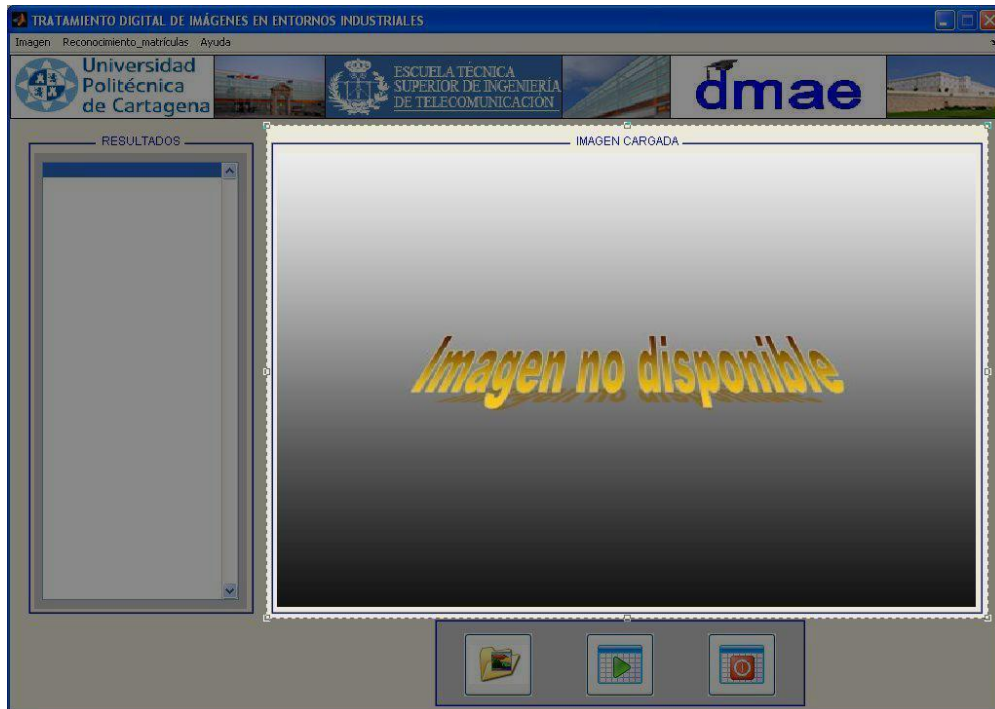 TRATAMIENTO DIGITAL DE IMÁGENES EN ENTORNOS INDUSTRIALES
Imagen Reconocimiento_matrículas Ayuda
Universidad
Politécnica
de Cartagena
ESCUELA TÉCNICA
SUPERIOR DE INGENIERÍA
DE TELECOMUNICACIÓN
dmae
RESULTADOS
IMAGEN CARGADA
Imagen no disponible